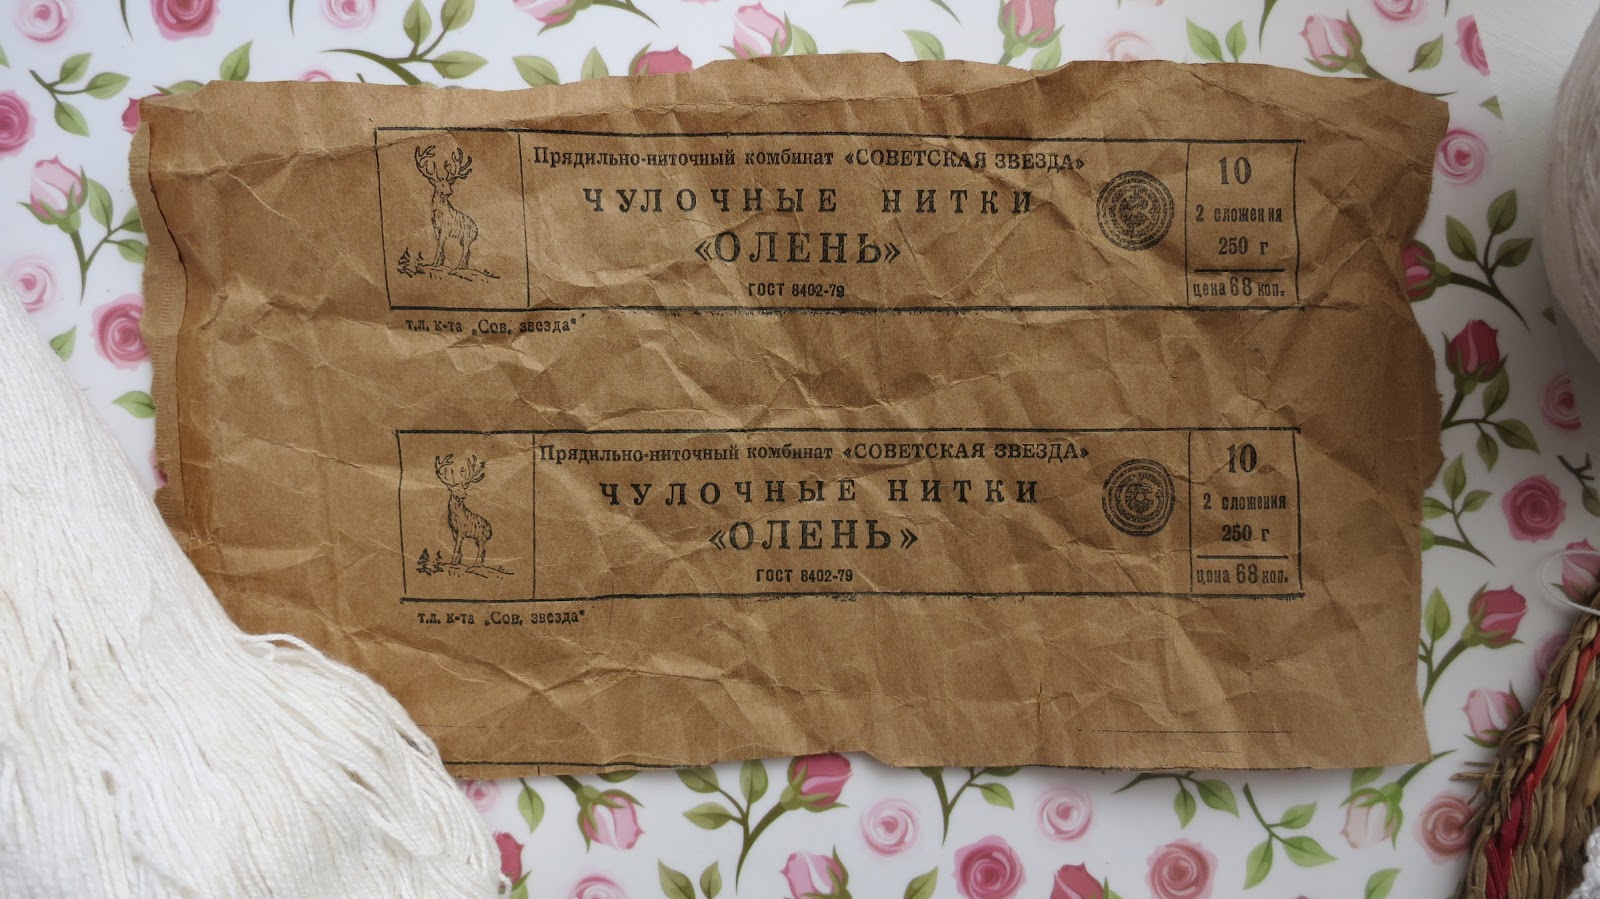 Прядильно-ниточный комбинат «СОВЕТСКАЯ ЗВЕЗДА»
ЧУЛОЧНЫЕ НИТКИ
«ОЛЕНЬ»
ГОСТ 8402-79
10
2 сложения
250 г
цена 68 коп.
т.л. к-та „Сов. звезда"
Прядильно-ниточный комбинат «СОВЕТСКАЯ ЗВЕЗДА»
ЧУЛОЧНЫЕ НИТКИ
«ОЛЕНЬ»
ГОСТ 8402-79
10
2 сложения
250 г
цена 68 коп.
т.л. к-та „Сов. звезда"